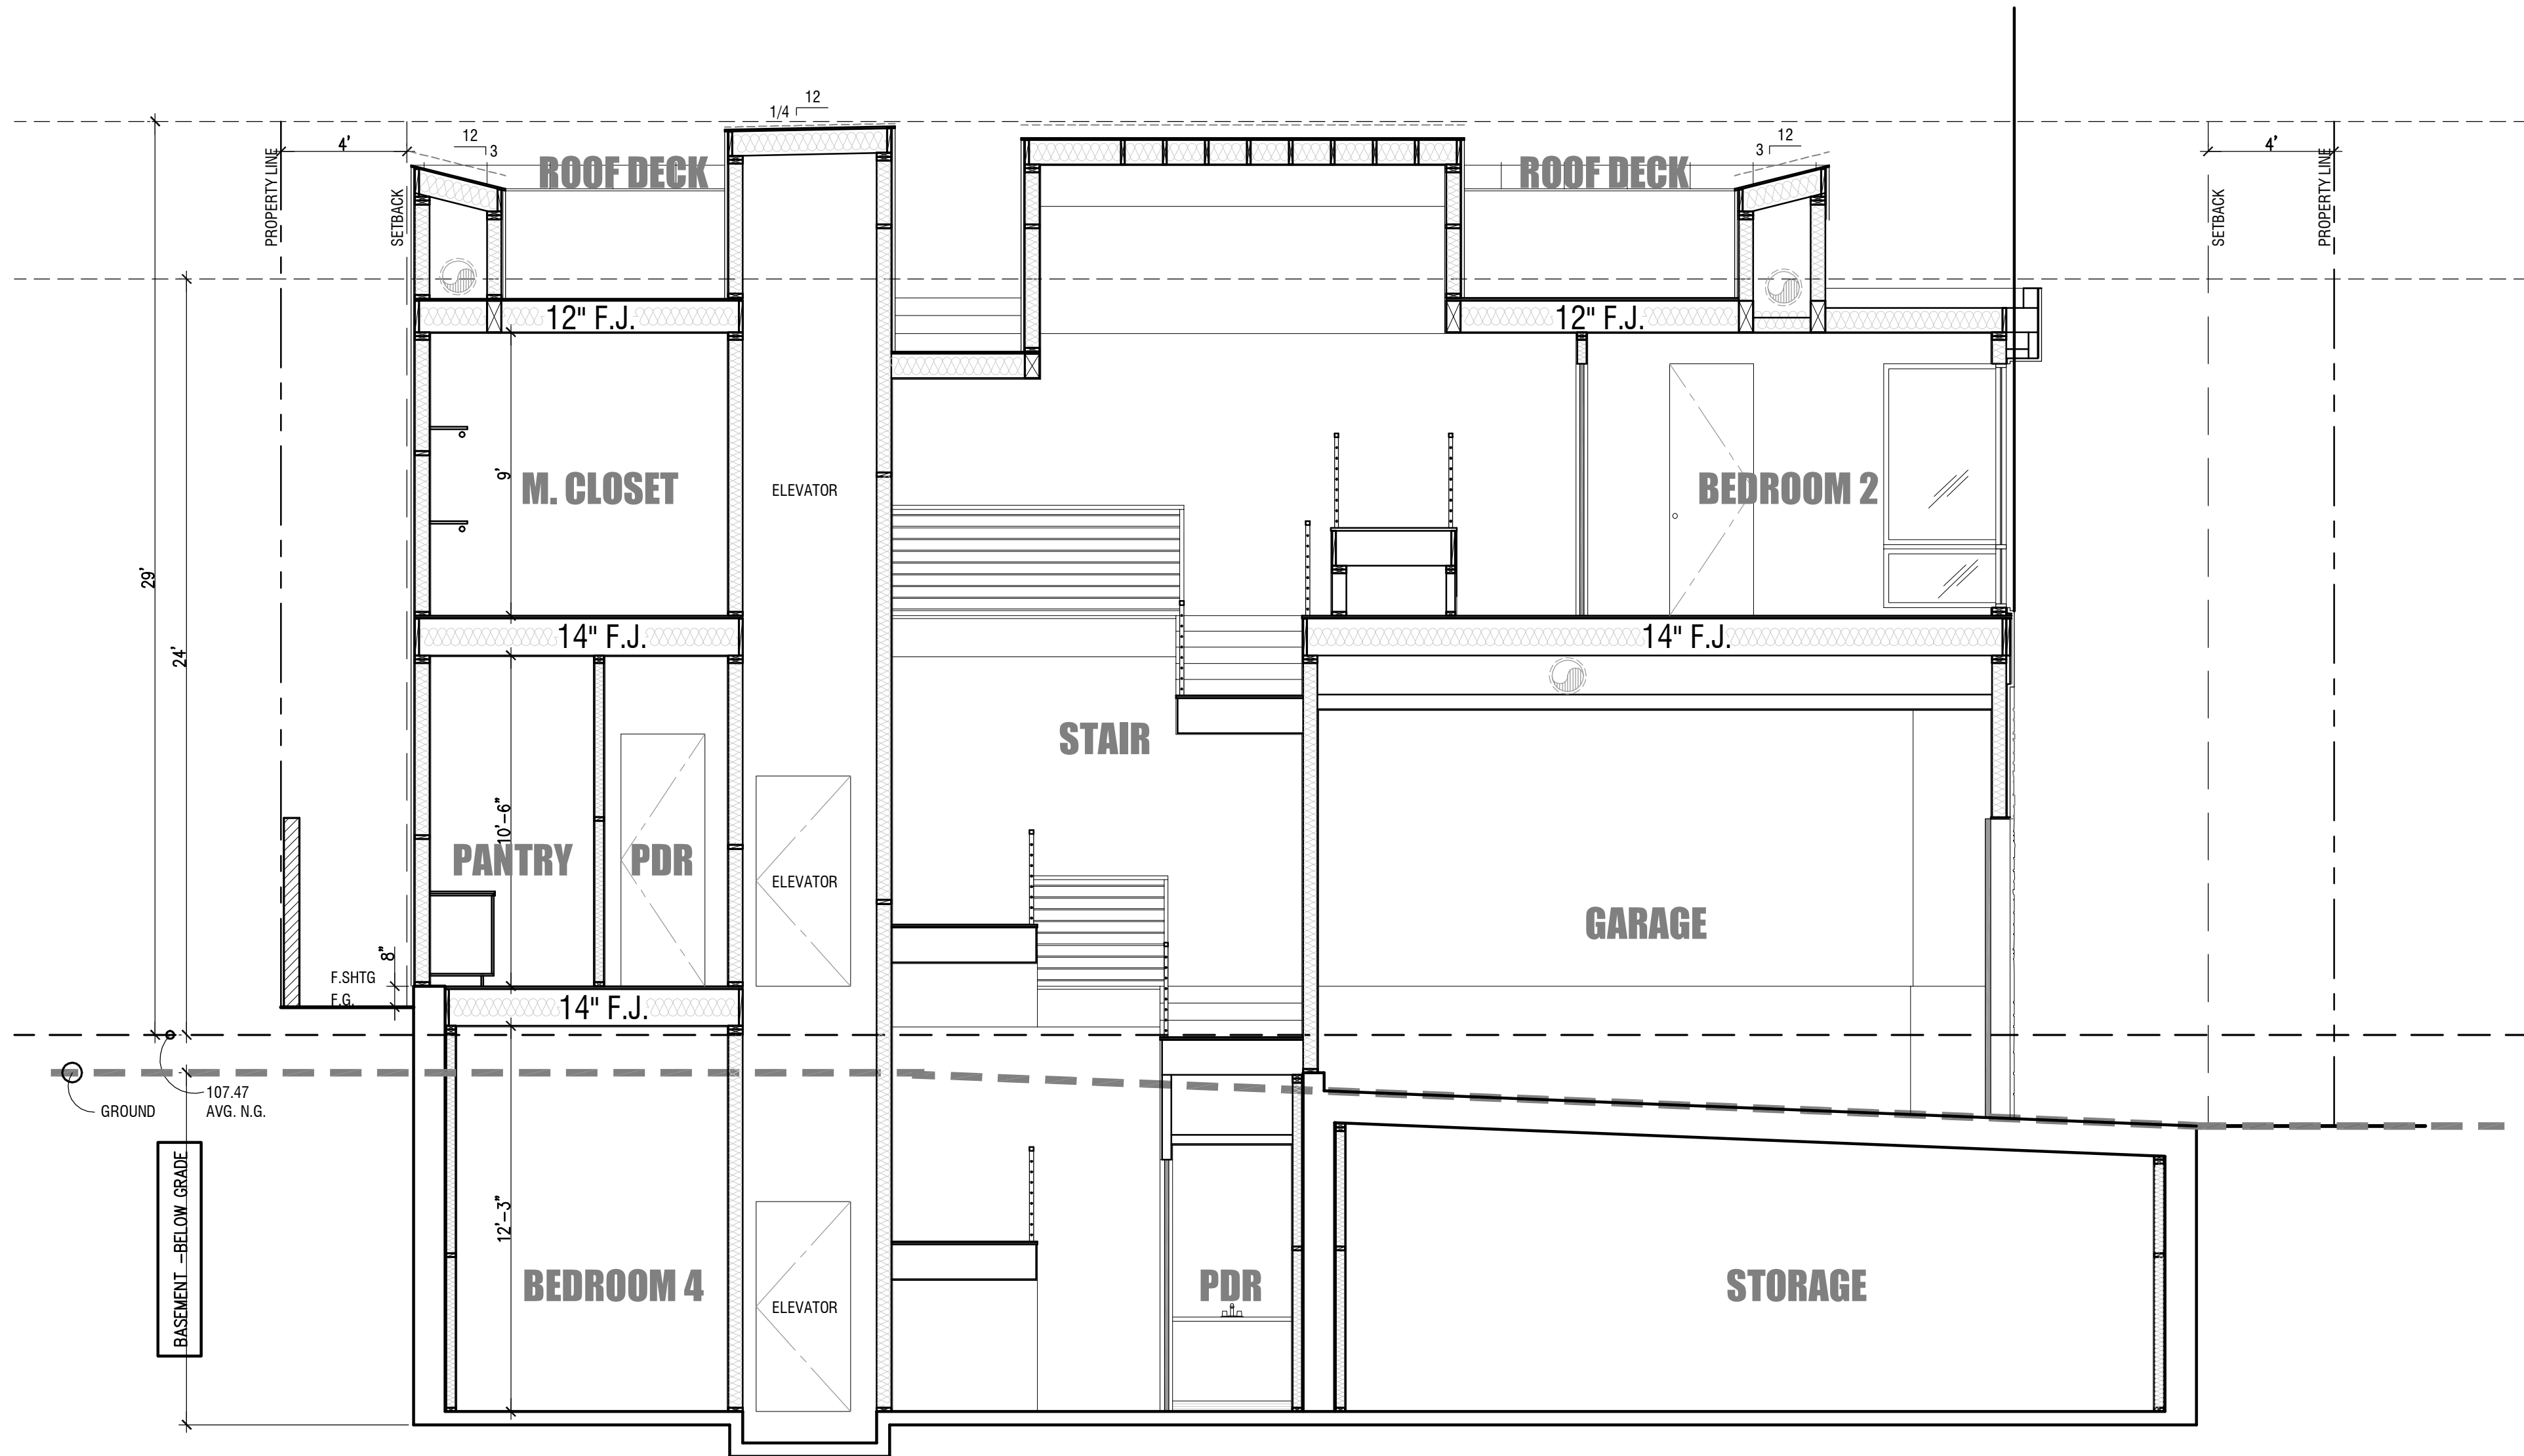 12
1/4
12
3
12
3
4'
4'
PROPERTY LINE
SETBACK
ROOF DECK
ROOF DECK
SETBACK
PROPERTY LINE
12" F.J.
12" F.J.
29'
24'
9'
M. CLOSET
ELEVATOR
BEDROOM 2
14" F.J.
14" F.J.
STAIR
10'-6"
PANTRY
PDR
ELEVATOR
GARAGE
8"
F.SHTG
F.G.
14" F.J.
107.47
AVG. N.G.
GROUND
BASEMENT -BELOW GRADE
12'-3"
BEDROOM 4
ELEVATOR
PDR
STORAGE